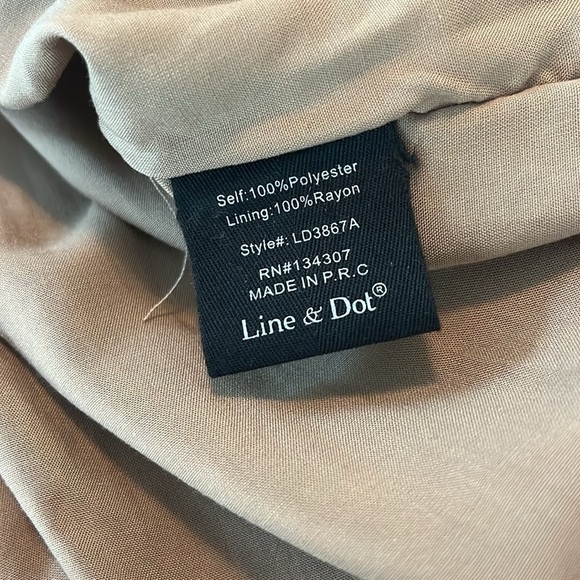 Self:100%Polyester
Lining:100%Rayon
Style#: LD3867A
RN#134307
MADE IN P.R.C
Line & Dot®